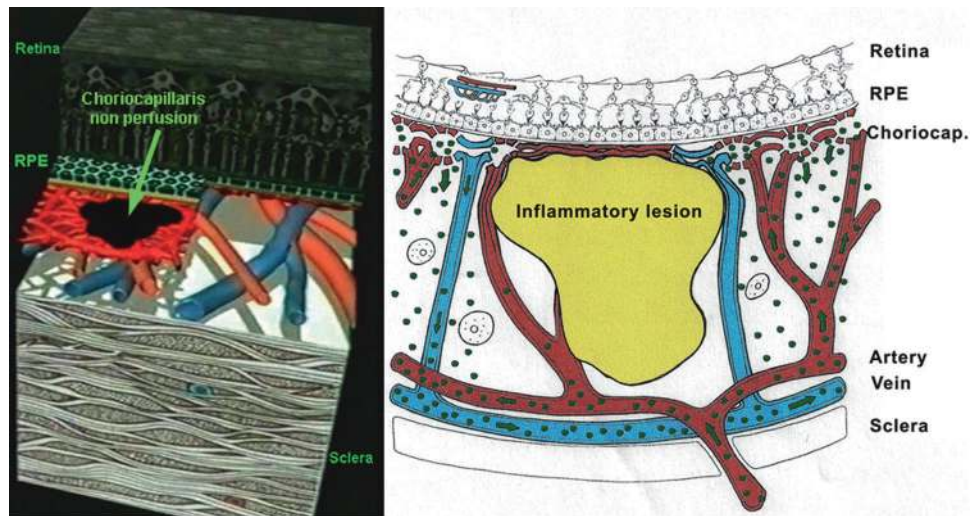 Retina
Choriocapillaris
non perfusion
RPE
Sclera
Retina
RPE
Choriocap.
Inflammatory lesion
Artery
Vein
Sclera